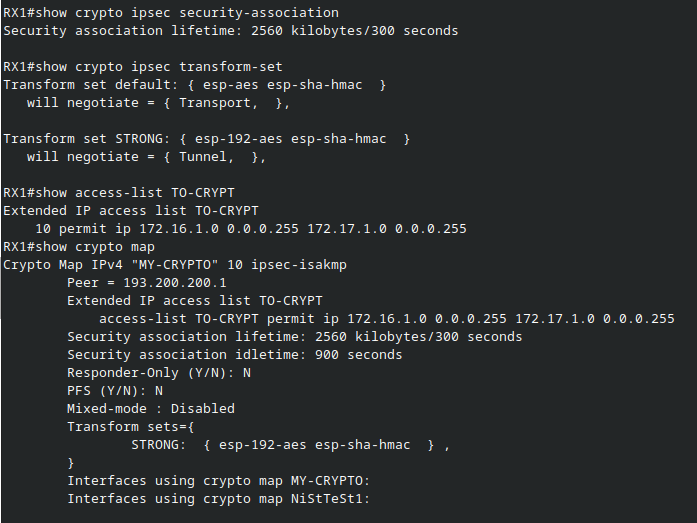 RX1#show crypto ipsec security-association
Security association lifetime: 2560 kilobytes/300 seconds
RX1#show crypto ipsec transform-set
Transform set default: { esp-aes esp-sha-hmac  }
   will negotiate = { Transport,  },
Transform set STRONG: { esp-192-aes esp-sha-hmac  }
   will negotiate = { Tunnel,  },
RX1#show access-list TO-CRYPT
Extended IP access list TO-CRYPT
    10 permit ip 172.16.1.0 0.0.0.255 172.17.1.0 0.0.0.255
RX1#show crypto map
Crypto Map IPv4 "MY-CRYPTO" 10 ipsec-isakmp
        Peer = 193.200.200.1
        Extended IP access list TO-CRYPT
            access-list TO-CRYPT permit ip 172.16.1.0 0.0.0.255 172.17.1.0 0.0.0.255
        Security association lifetime: 2560 kilobytes/300 seconds
        Security association idletime: 900 seconds
        Responder-Only (Y/N): N
        PFS (Y/N): N
        Mixed-mode : Disabled
        Transform sets={
                STRONG:  { esp-192-aes esp-sha-hmac  } ,
        }
        Interfaces using crypto map MY-CRYPTO:
        Interfaces using crypto map NiStTeSt1: